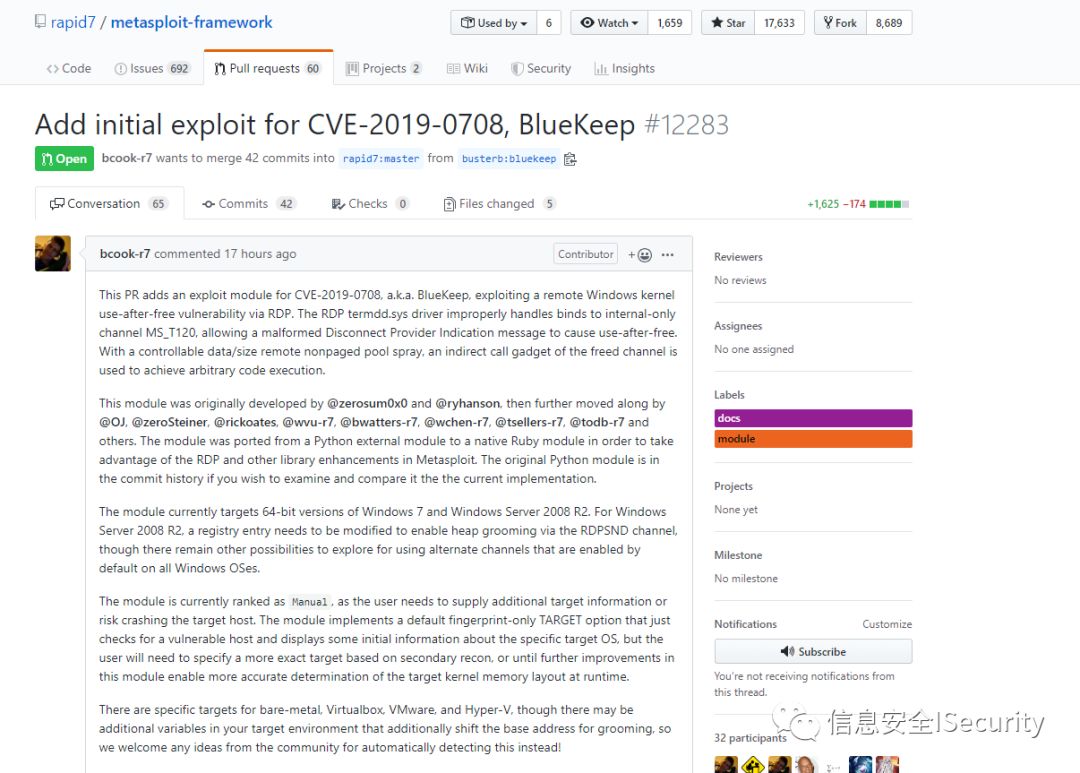 rapid7 / metasploit-framework
Used by 6 Watch 1,659 Star 17,633 Fork 8,689
Code Issues 692 Pull requests 60 Projects 2 Wiki Security Insights
Add initial exploit for CVE-2019-0708, BlueKeep #12283
Open bcook-r7 wants to merge 42 commits into rapid7:master from busterb:bluekeep
Conversation 65 Commits 42 Checks 0 Files changed 5 +1,625 −174
bcook-r7 commented 17 hours ago Contributor
This PR adds an exploit module for CVE-2019-0708, a.k.a. BlueKeep, exploiting a remote Windows kernel
use-after-free vulnerability via RDP. The RDP termdd.sys driver improperly handles binds to internal-only
channel MS_T120, allowing a malformed Disconnect Provider Indication message to cause use-after-free.
With a controllable data/size remote nonpaged pool spray, an indirect call gadget of the freed channel is
used to achieve arbitrary code execution.
This module was originally developed by @zerosum0x0 and @ryhanson, then further moved along by
@OJ, @zeroSteiner, @rickoates, @wvu-r7, @bwatters-r7, @wchen-r7, @tsellers-r7, @todb-r7 and
others. The module was ported from a Python external module to a native Ruby module in order to take
advantage of the RDP and other library enhancements in Metasploit. The original Python module is in
the commit history if you wish to examine and compare it the the current implementation.
The module currently targets 64-bit versions of Windows 7 and Windows Server 2008 R2. For Windows
Server 2008 R2, a registry entry needs to be modified to enable heap grooming via the RDPSND channel,
though there remain other possibilities to explore for using alternate channels that are enabled by
default on all Windows OSes.
The module is currently ranked as Manual, as the user needs to supply additional target information or
risk crashing the target host. The module implements a default fingerprint-only TARGET option that just
checks for a vulnerable host and displays some initial information about the specific target OS, but the
user will need to specify a more exact target based on secondary recon, or until further improvements in
this module enable more accurate determination of the target kernel memory layout at runtime.
There are specific targets for bare-metal, Virtualbox, VMware, and Hyper-V, though there may be
additional variables in your target environment that additionally shift the base address for grooming, so
we welcome any ideas from the community for automatically detecting this instead!
Reviewers
No reviews
Assignees
No one assigned
Labels
docs
module
Projects
None yet
Milestone
No milestone
Notifications Customize
Subscribe
You're not receiving notifications from
this thread.
32 participants
信息安全ISecurity